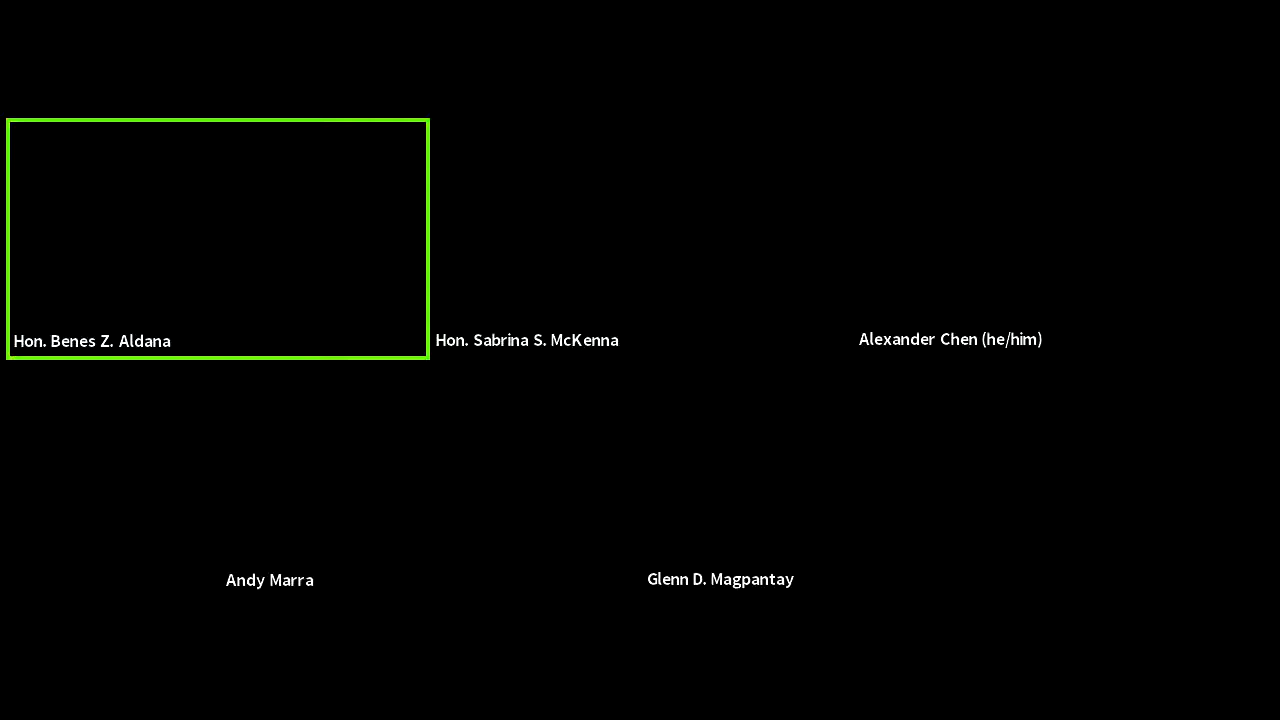 Hon. Benes Z. Aldana
Hon. Sabrina S. McKenna
Alexander Chen (he/him)
Andy Marra
Glenn D. Magpantay